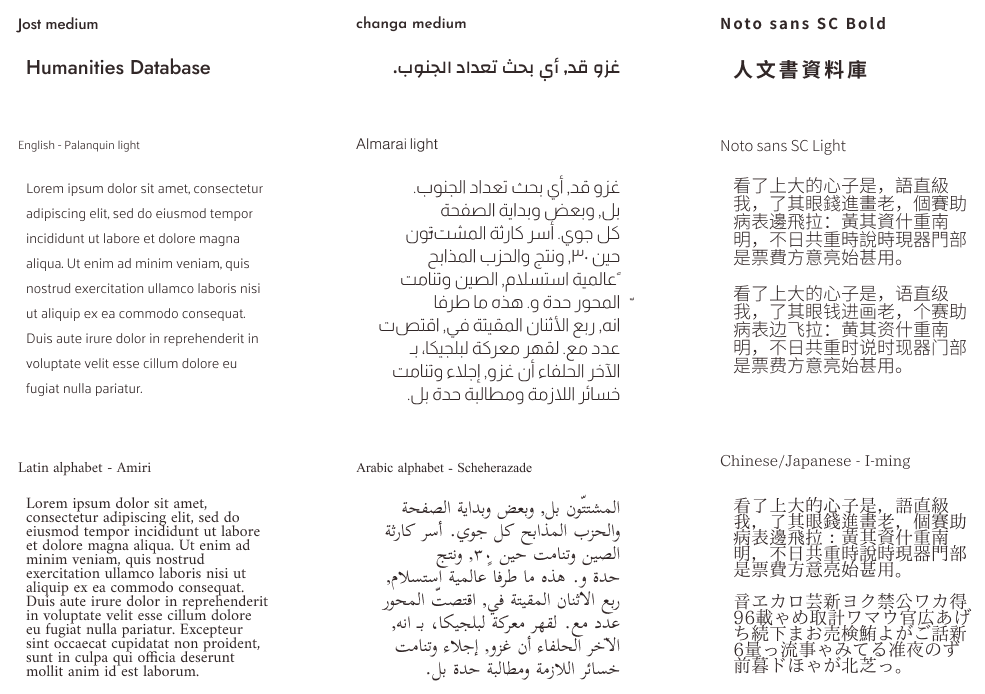 Jost medium
Humanities Database
English - Palanquin light
Lorem ipsum dolor sit amet, consectetur
adipiscing elit, sed do eiusmod tempor
incididunt ut labore et dolore magna
aliqua. Ut enim ad minim veniam, quis
nostrud exercitation ullamco laboris nisi
ut aliquip ex ea commodo consequat.
Duis aute irure dolor in reprehenderit in
voluptate velit esse cillum dolore eu
fugiat nulla pariatur.
Latin alphabet - Amiri
Lorem ipsum dolor sit amet,
consectetur adipiscing elit, sed do
eiusmod tempor incididunt ut labore
et dolore magna aliqua. Ut enim ad
minim veniam, quis nostrud
exercitation ullamco laboris nisi ut
aliquip ex ea commodo consequat.
Duis aute irure dolor in reprehenderit
in voluptate velit esse cillum dolore
eu fugiat nulla pariatur. Excepteur
sint occaecat cupidatat non proident,
sunt in culpa qui officia deserunt
mollit anim id est laborum.
changa medium
غزو قد, أي بحث تعداد الجنوب.
Almarai light
غزو قد, أي بحث تعداد الجنوب.
بل, وبعض وبداية الصفحة
كل جوي. أسر كارثة المشتّتون
حين ٣٠, ونتج والحزب المذابح
عالمية استسلام, الصين وتنامت
المحور حدة و. هذه ما طرفا
انه, ربع الأثنان المقيتة في, اقتصت
عدد مع. لقهر معركة لبلجيكا، بـ
الآخر الحلفاء أن غزو, إجلاء وتنامت
خسائر اللازمة ومطالبة حدة بل.
Arabic alphabet - Scheherazade
المشتتّون بل, وبعض وبداية الصفحة
والحزب المذابح كل جوي. أسر كارثة
الصين وتنامت حين ٣٠, ونتج
حدة و. هذه ما طرفا عالمية استسلام,
ربع الأثنان المقيتة في, اقتصتّ المحور
عدد مع. لقهر معركة لبلجيكا، بـ انه,
الآخر الحلفاء أن غزو, إجلاء وتنامت
خسائر اللازمة ومطالبة حدة بل.
Noto sans SC Bold
人文書資料庫
Noto sans SC Light
看了上大的心子是，語直級
我，了其眼錢進畫老，個賽助
病表邊飛拉：黃其資什重南
明，不日共重時說時現器門部
是票費方意亮始甚用。
看了上大的心子是，语直级
我，了其眼钱进画老，个赛助
病表边飞拉：黄其资什重南
明，不日共重时说时现器门部
是票费方意亮始甚用。
Chinese/Japanese - I-ming
看了上大的心子是，語直級
我，了其眼錢進畫老，個賽助
病表邊飛拉：黃其資什重南
明，不日共重時說時現器門部
是票費方意亮始甚用。
音ヱカロ芸新ヨク禁公ワカ得
96載ゃめ取計ワマウ官広あげ
ち続下まお売検鮪よがご話新
6量っ流事ゃみてる准夜のず
前暮ドほゃが北芝っ。